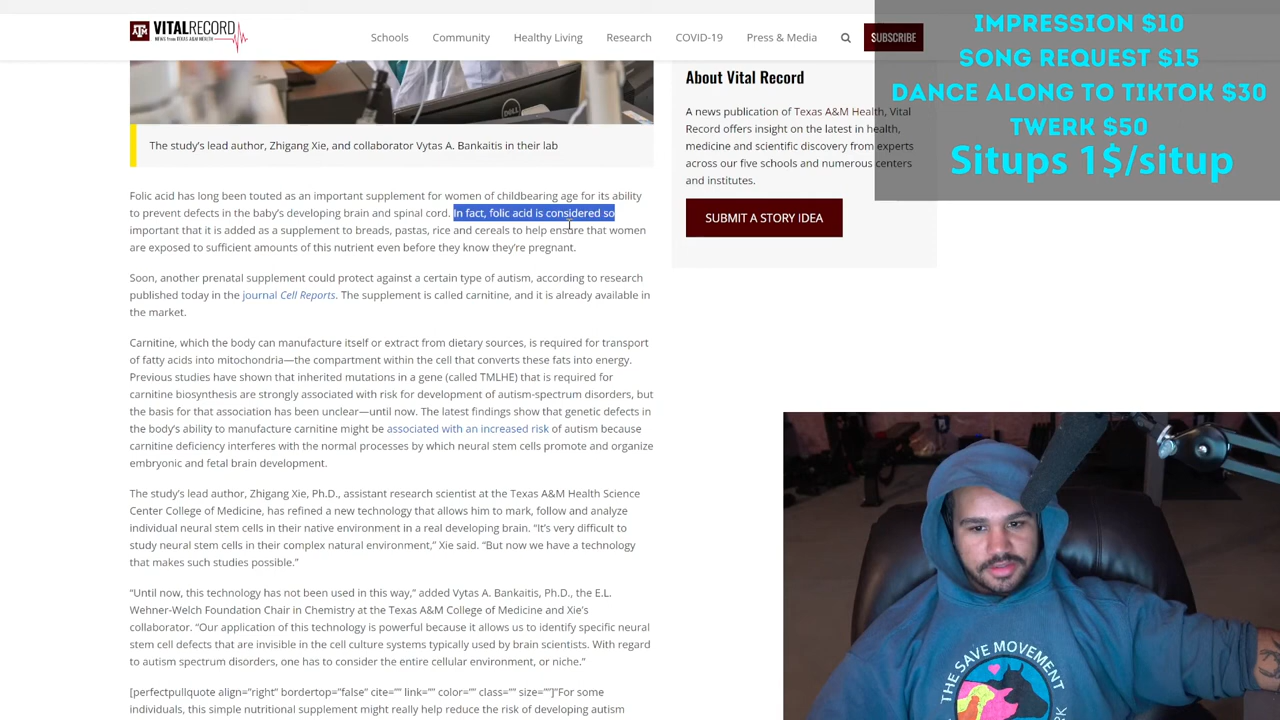 ATM VITALRECORD
NEWS from TEXAS A&M HEALTH
Schools
Community
Healthy Living
Research
COVID-19
Press & Media
SUBSCRIBE
IMPRESSION $10
SONG REQUEST $15
DANCE ALONG TO TIKTOK $30
TWERK $50
Situps 1$/situp
DELL
The study's lead author, Zhigang Xie, and collaborator Vytas A. Bankaitis in their lab
Folic acid has long been touted as an important supplement for women of childbearing age for its ability
to prevent defects in the baby's developing brain and spinal cord. In fact, folic acid is considered so
important that it is added as a supplement to breads, pastas, rice and cereals to help ensure that women
are exposed to sufficient amounts of this nutrient even before they know they're pregnant.
Soon, another prenatal supplement could protect against a certain type of autism, according to research
published today in the journal Cell Reports. The supplement is called carnitine, and it is already available in
the market.
Carnitine, which the body can manufacture itself or extract from dietary sources, is required for transport
of fatty acids into mitochondria—the compartment within the cell that converts these fats into energy.
Previous studies have shown that inherited mutations in a gene (called TMLHE) that is required for
carnitine biosynthesis are strongly associated with risk for development of autism-spectrum disorders, but
the basis for that association has been unclear—until now. The latest findings show that genetic defects in
the body's ability to manufacture carnitine might be associated with an increased risk of autism because
carnitine deficiency interferes with the normal processes by which neural stem cells promote and organize
embryonic and fetal brain development.
The study's lead author, Zhigang Xie, Ph.D., assistant research scientist at the Texas A&M Health Science
Center College of Medicine, has refined a new technology that allows him to mark, follow and analyze
individual neural stem cells in their native environment in a real developing brain. “It's very difficult to
study neural stem cells in their complex natural environment,” Xie said. “But now we have a technology
that makes such studies possible.”
“Until now, this technology has not been used in this way,” added Vytas A. Bankaitis, Ph.D., the E.L.
Wehner-Welch Foundation Chair in Chemistry at the Texas A&M College of Medicine and Xie's
collaborator. “Our application of this technology is powerful because it allows us to identify specific neural
stem cell defects that are invisible in the cell culture systems typically used by brain scientists. With regard
to autism spectrum disorders, one has to consider the entire cellular environment, or niche.”
[perfectpullquote align=”right” bordertop=”false” cite=”” link=”” color=”” class=”” size=””]”For some
individuals, this simple nutritional supplement might really help reduce the risk of developing autism
About Vital Record
A news publication of Texas A&M Health, Vital
Record offers insight on the latest in health,
medicine and scientific discovery from experts
across our five schools and numerous centers
and institutes.
SUBMIT A STORY IDEA
THE SAVE MOVEMENT